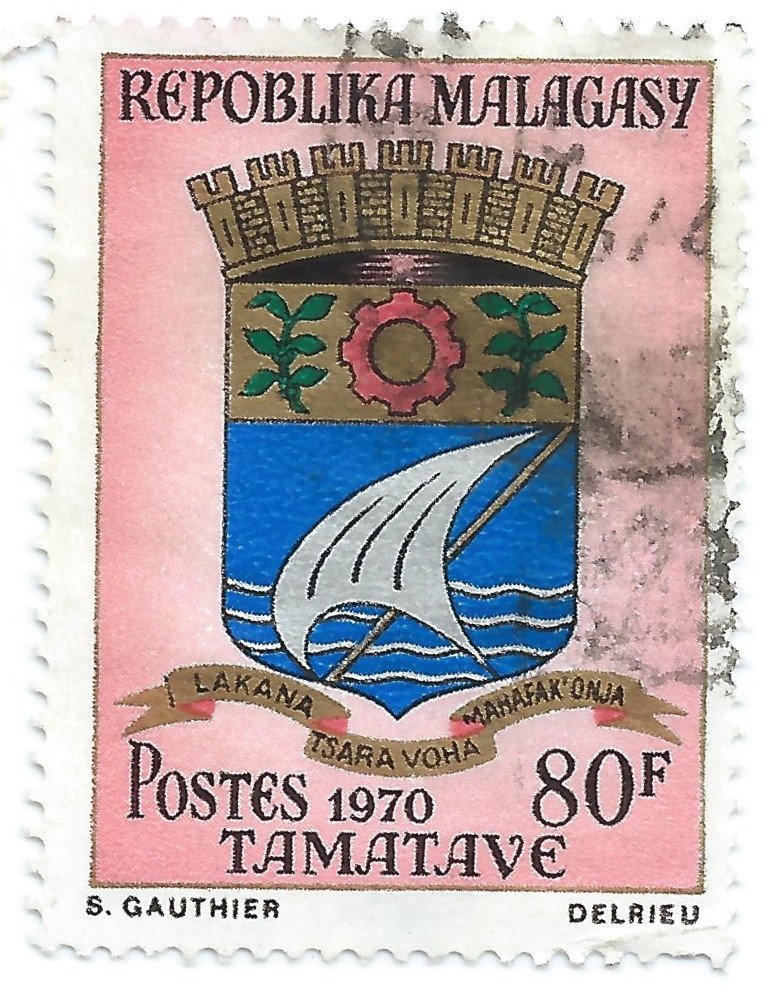 REPOBLIKA MALAGASY
LAKANA
TSARA VOHA
MAHAFAK'ONJA
POSTES 1970
80F
TAMATAVE
S. GAUTHIER
DELRIEU